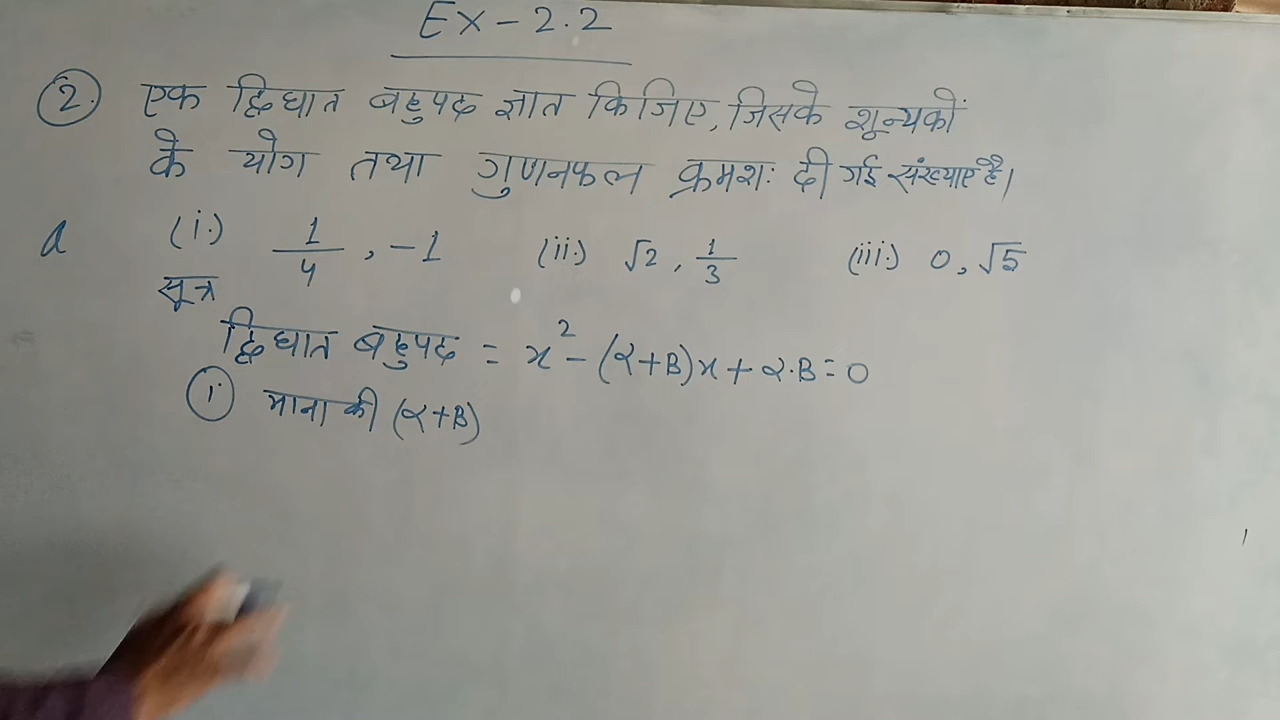 Ex - 2.2
2. एक द्विघात बहुपद ज्ञात किजिए, जिसके शून्यकों
के योग तथा गुणनफल क्रमशः दी गई संख्याए है।
(i.) 1/4, -1 (ii.) √2, 1/3 (iii.) 0, √5
सूत्र
द्विघात बहुपद = x² - (α+β)x + α.β = 0
1. माना की (α+β)